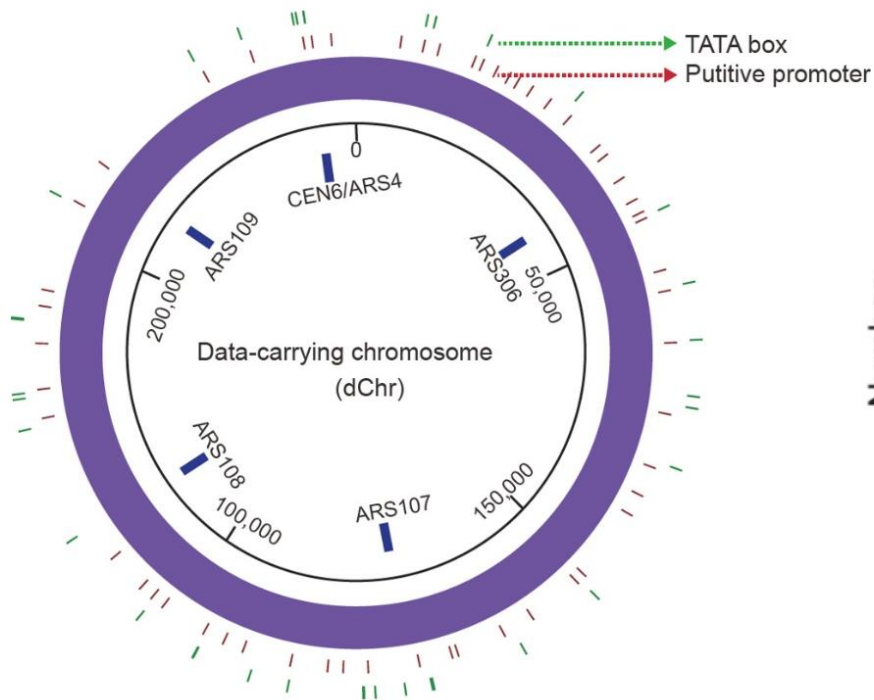 TATA box
Putitive promoter
0
CEN6/ARS4
ARS109
ARS306
50,000
200,000
Data-carrying chromosome
(dChr)
ARS108
100,000
ARS107
150,000